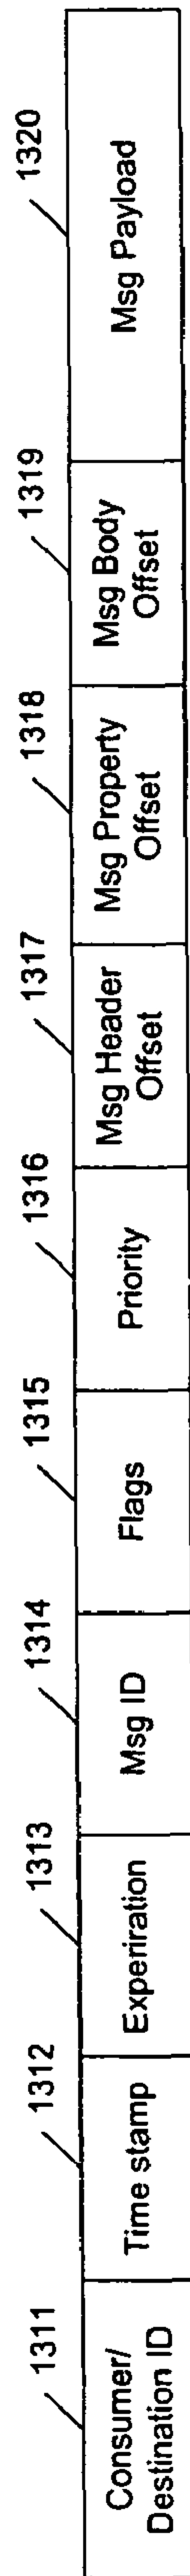 1311
1312
1313
1314
1315
1316
1317
1318
1319
1320
Consumer/
Destination ID
Time stamp
Experiration
Msg ID
Flags
Priority
Msg Header
Offset
Msg Property
Offset
Msg Body
Offset
Msg Payload